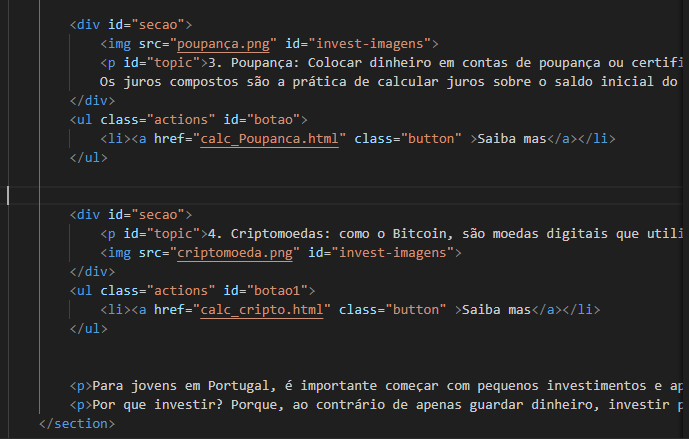 <div id="secao">
<img src="poupança.png" id="invest-imagens">
<p id="topic">3. Poupança: Colocar dinheiro em contas de poupança ou certifi
Os juros compostos são a prática de calcular juros sobre o saldo inicial do
</div>
<ul class="actions" id="botao">
<li><a href="calc_Poupanca.html" class="button" >Saiba mas</a></li>
</ul>
<div id="secao">
<p id="topic">4. Criptomoedas: como o Bitcoin, são moedas digitais que utili
<img src="criptomoeda.png" id="invest-imagens">
</div>
<ul class="actions" id="botao1">
<li><a href="calc_cripto.html" class="button" >Saiba mas</a></li>
</ul>
<p>Para jovens em Portugal, é importante começar com pequenos investimentos e ap
<p>Por que investir? Porque, ao contrário de apenas guardar dinheiro, investir p
</section>